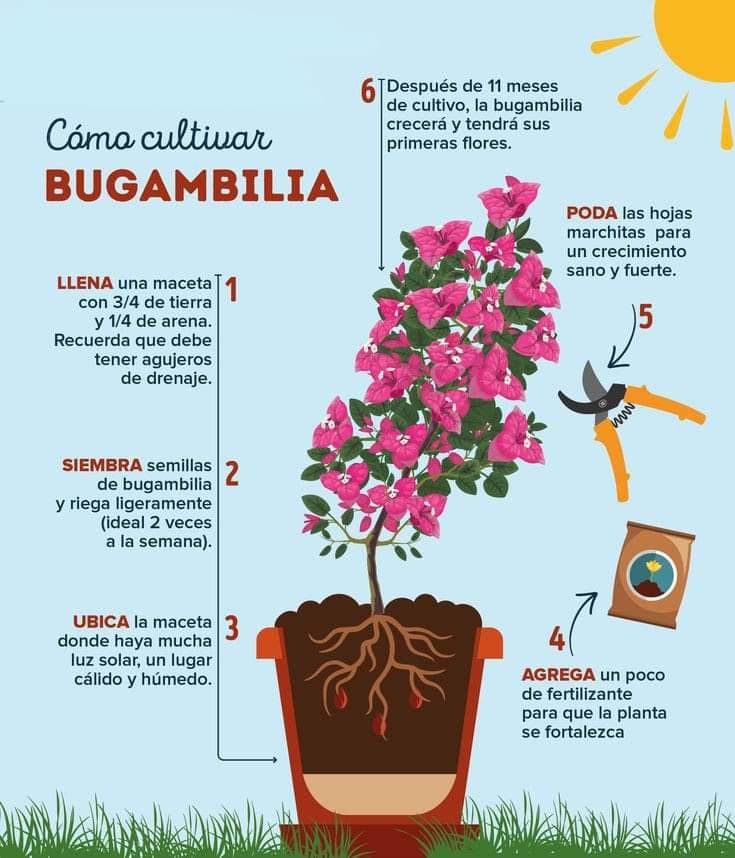 Cómo cultivar
BUGAMBILIA
1
LLENA una maceta
con 3/4 de tierra
y 1/4 de arena.
Recuerda que debe
tener agujeros
de drenaje.
2
SIEMBRA semillas
de bugambilia
y riega ligeramente
(ideal 2 veces
a la semana).
3
UBICA la maceta
donde haya mucha
luz solar, un lugar
cálido y húmedo.
4
AGREGA un poco
de fertilizante
para que la planta
se fortalezca
5
PODA las hojas
marchitas para
un crecimiento
sano y fuerte.
6
Después de 11 meses
de cultivo, la bugambilia
crecerá y tendrá sus
primeras flores.